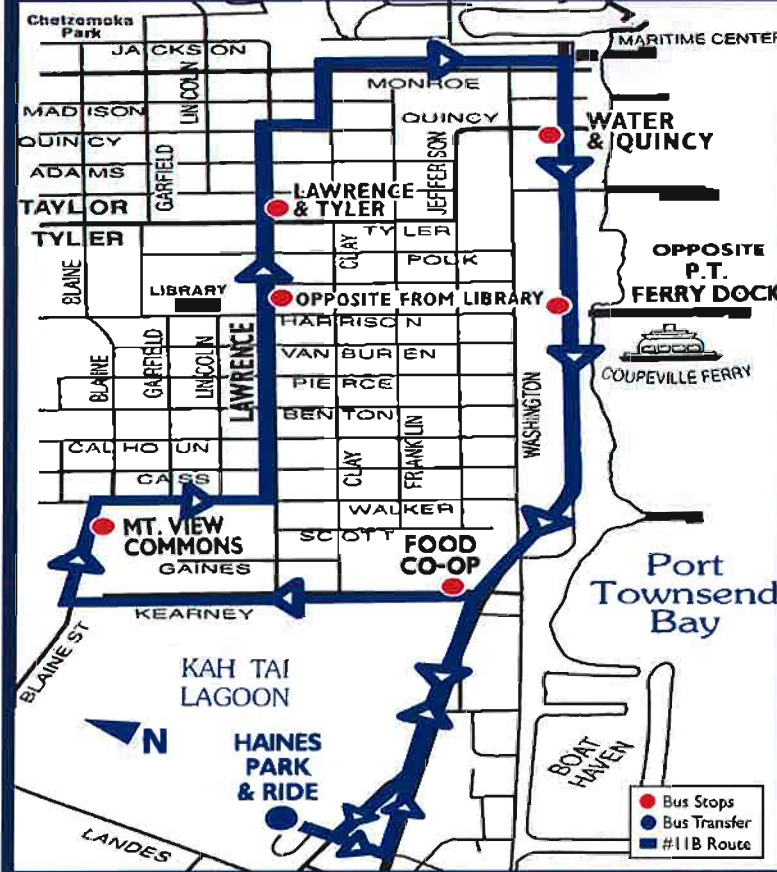 Chetzemoka
Park
JACKSON
MARITIME CENTER
LINCOLN
MONROE
MADISON
QUINCY
WATER
& QUINCY
QUINCY
ADAMS
GARFIELD
JEFFERSON
LAWRENCE
& TYLER
TAYLOR
TYLER
TYLER
CLAY
POLK
OPPOSITE
P.T.
FERRY DOCK
BLAINE
LIBRARY
OPPOSITE FROM LIBRARY
HARRISON
VAN BUREN
COUPEVILLE FERRY
BLAINE
GARFIELD
LINCOLN
LAWRENCE
PIERCE
BENTON
WASHINGTON
CALHOUN
CLAY
FRANKLIN
CASS
WALKER
MT. VIEW
COMMONS
SCOTT
FOOD
CO-OP
GAINES
Port
Townsend
Bay
KEARNEY
BLAINE ST
KAH TAI
LAGOON
N
HAINES
PARK
& RIDE
BOAT
HAVEN
LANDES
Bus Stops
Bus Transfer
#11B Route